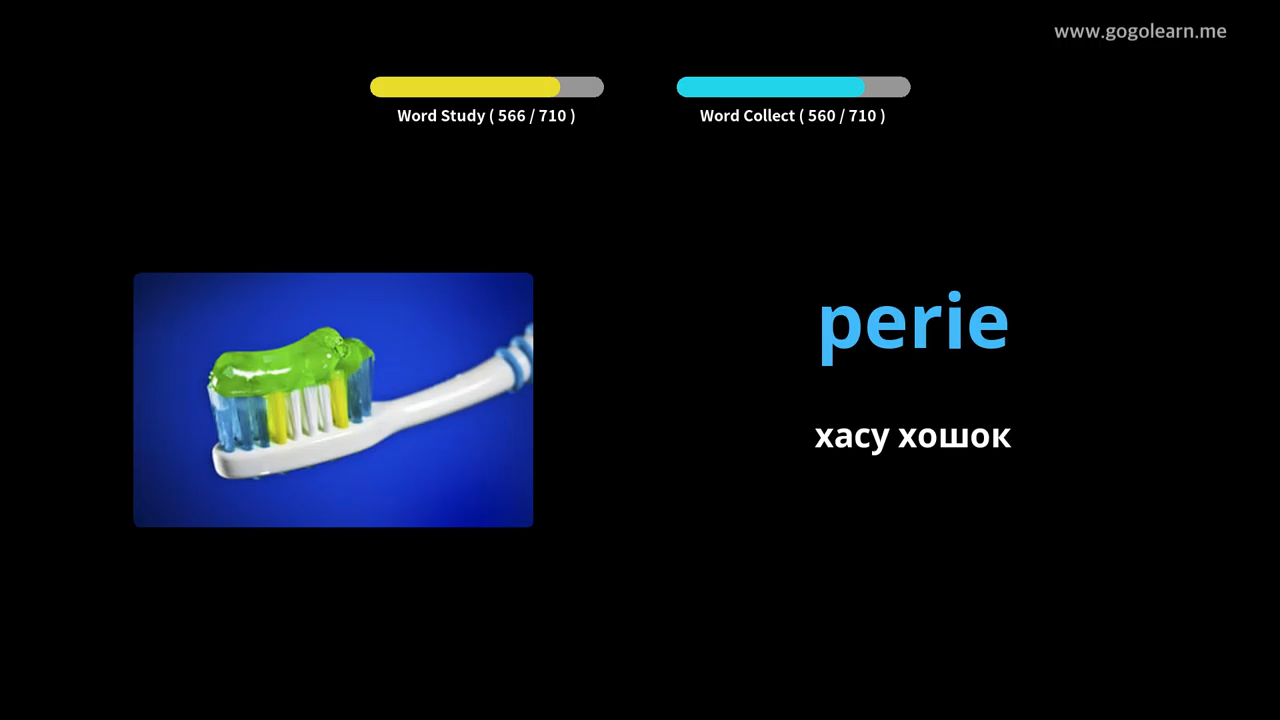 www.gogolearn.me
Word Study ( 566 / 710 )
Word Collect ( 560 / 710 )
perie
хасу хошок